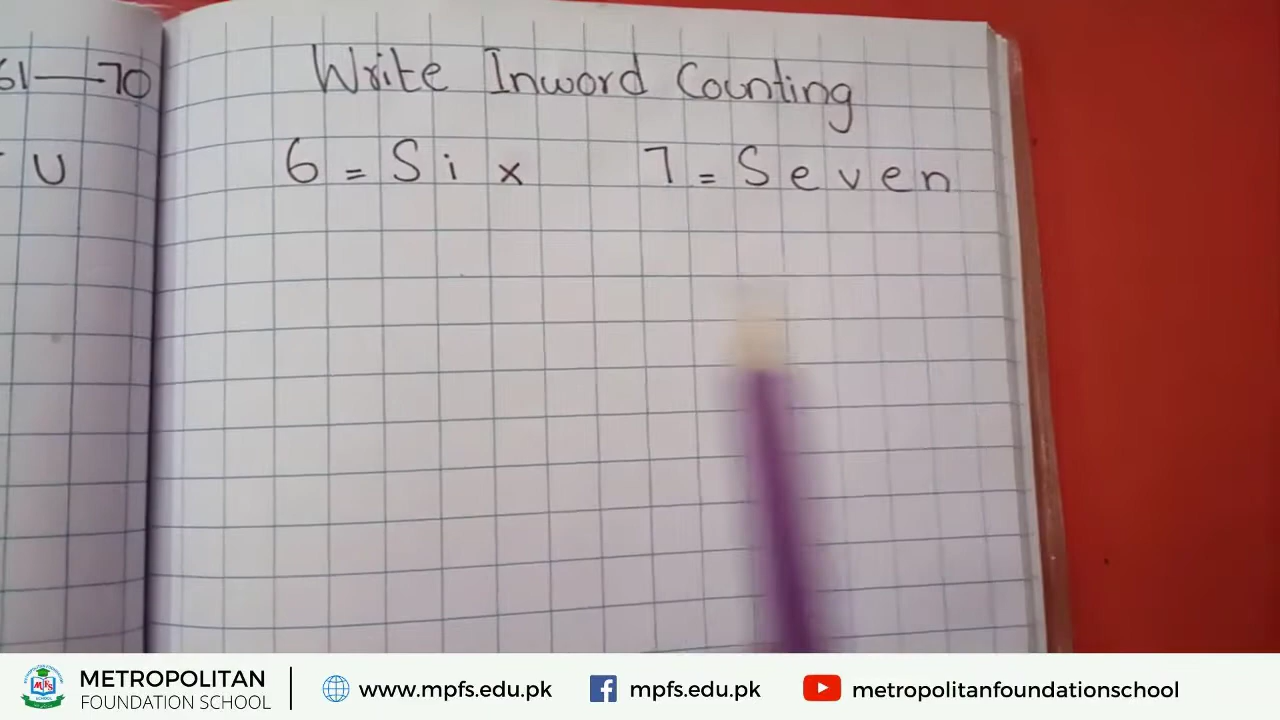 61—70
U
Write Inword Counting
6 = Six 7 = Seven
METROPOLITAN
FOUNDATION SCHOOL
www.mpfs.edu.pk
mpfs.edu.pk
metropolitanfoundationschool